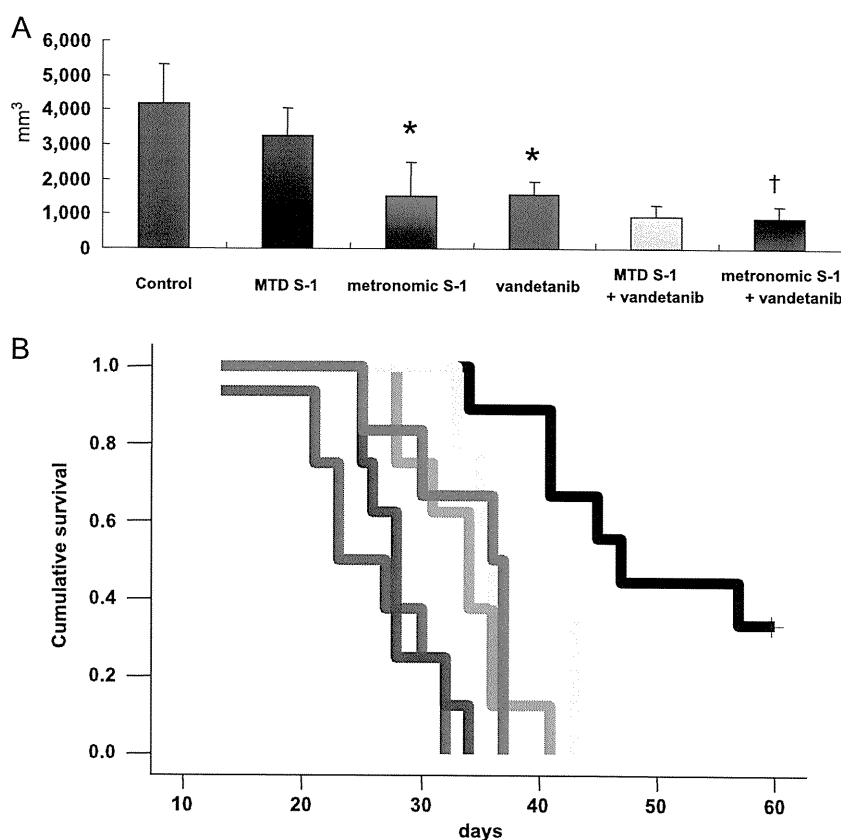 A
6,000
5,000
4,000
3,000
2,000
1,000
0
mm3
*
*
†
Control
MTD S-1
metronomic S-1
vandetanib
MTD S-1
+ vandetanib
metronomic S-1
+ vandetanib
B
1.0
0.8
0.6
0.4
0.2
0.0
Cumulative survival
10
20
30
40
50
60
days